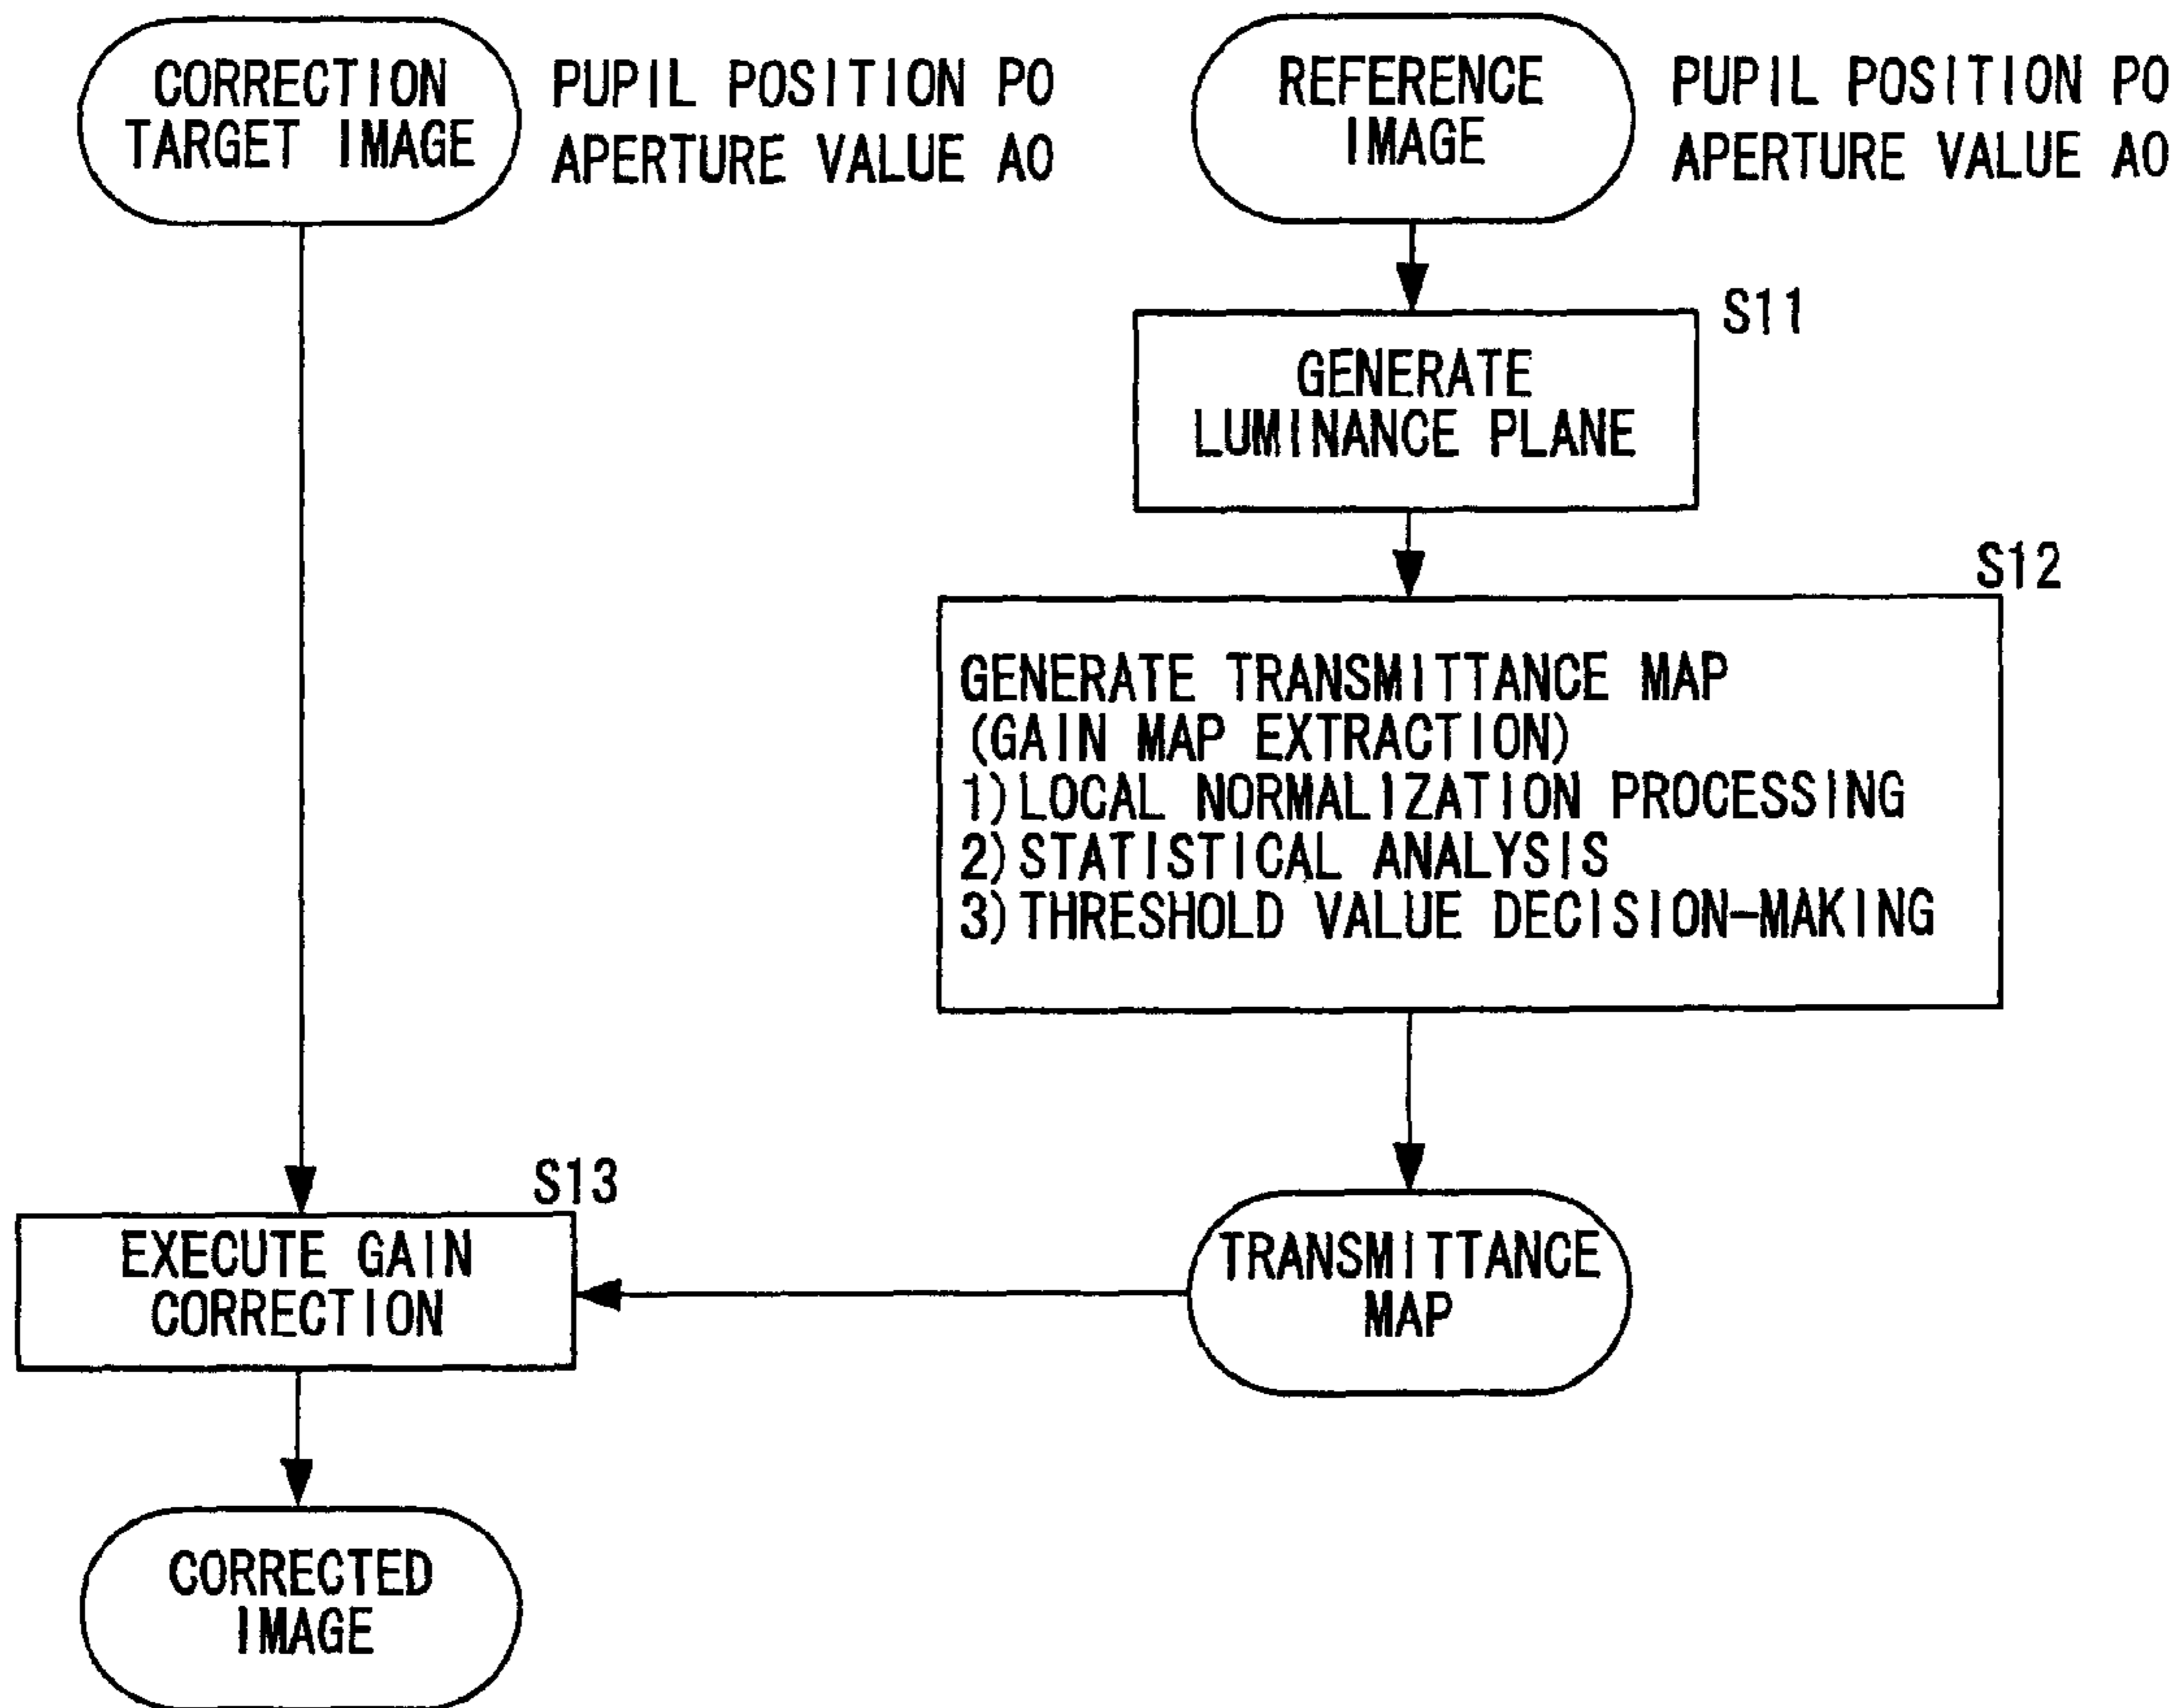 CORRECTION
TARGET IMAGE
PUPIL POSITION P0
APERTURE VALUE A0
REFERENCE
IMAGE
PUPIL POSITION P0
APERTURE VALUE A0
S11
GENERATE
LUMINANCE PLANE
S12
GENERATE TRANSMITTANCE MAP
(GAIN MAP EXTRACTION)
1)LOCAL NORMALIZATION PROCESSING
2)STATISTICAL ANALYSIS
3)THRESHOLD VALUE DECISION-MAKING
S13
EXECUTE GAIN
CORRECTION
TRANSMITTANCE
MAP
CORRECTED
IMAGE